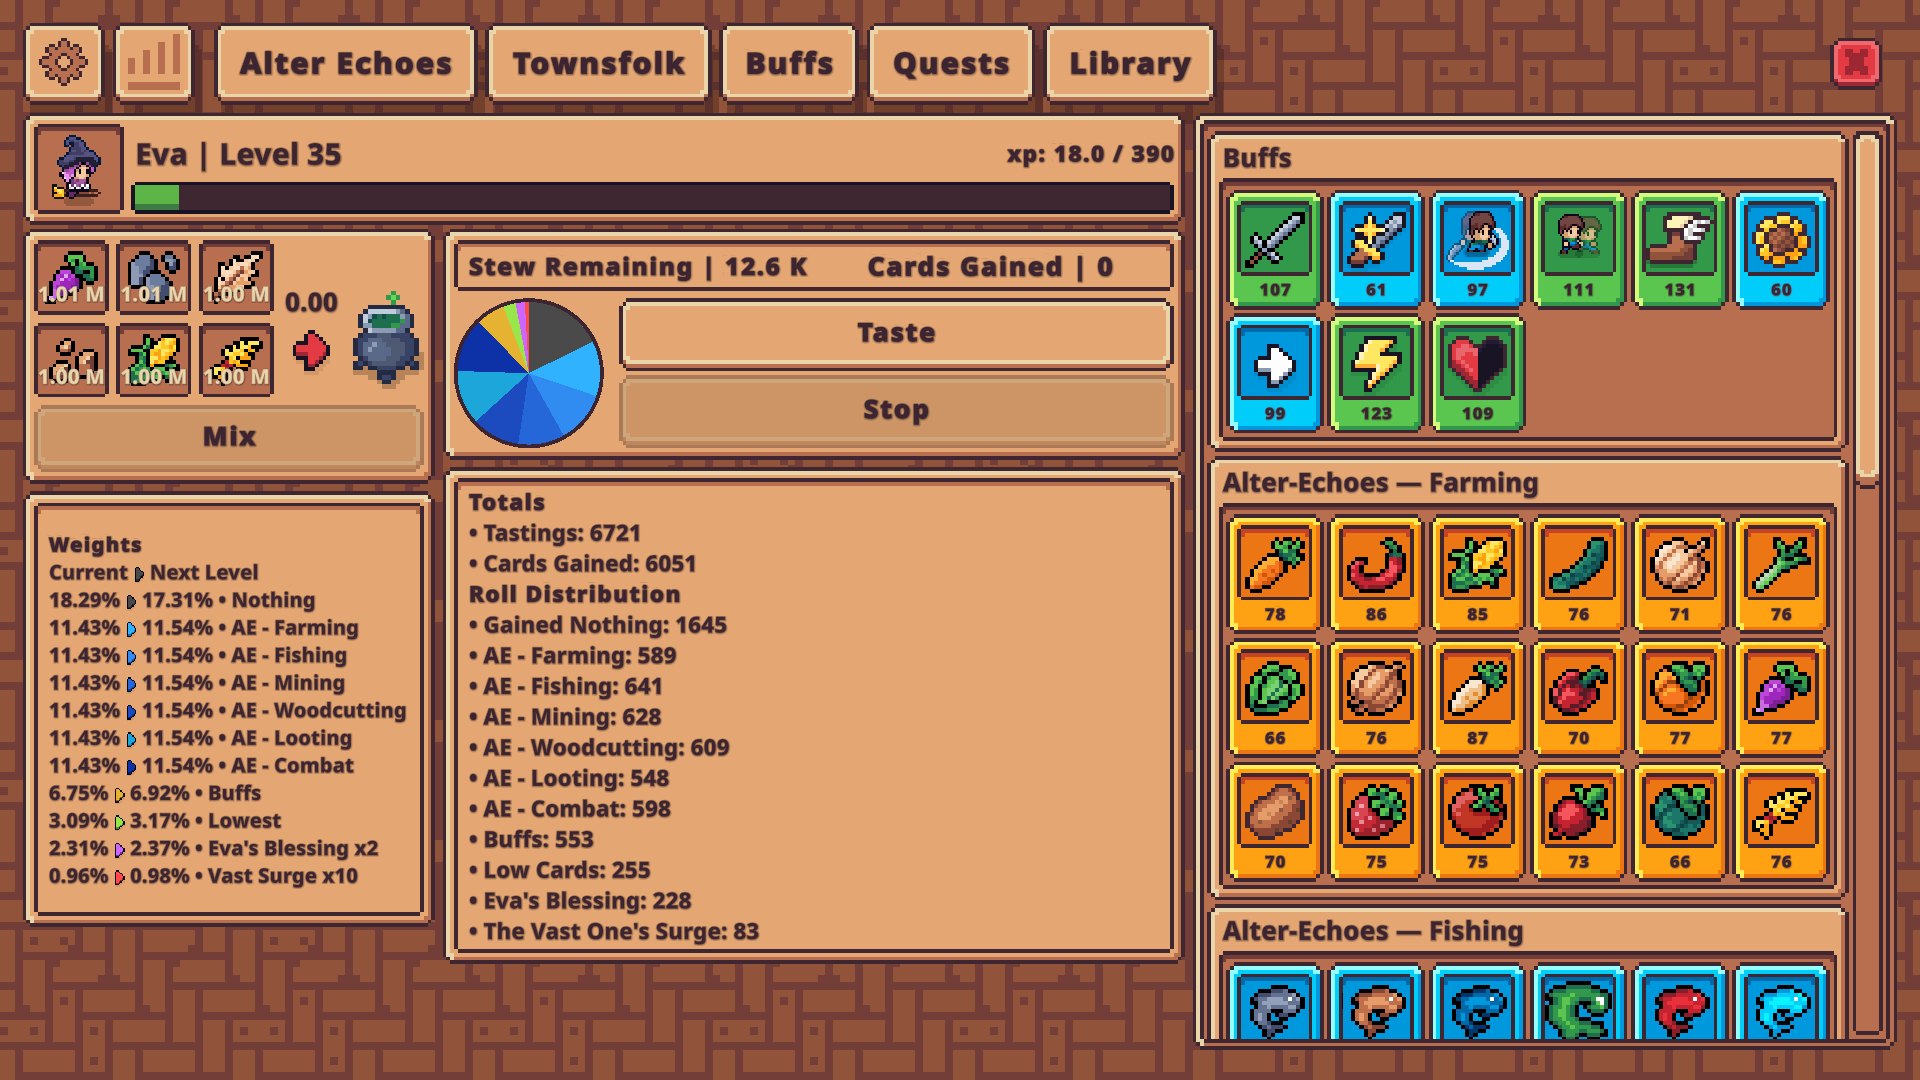 Alter Echoes
Townsfolk
Buffs
Quests
Library
Eva | Level 35
xp: 18.0 / 390
1.01 M
1.01 M
1.00 M
1.00 M
1.00 M
1.00 M
0.00
Mix
Stew Remaining | 12.6 K
Cards Gained | 0
Taste
Stop
Weights
Current Next Level
18.29% 17.31% • Nothing
11.43% 11.54% • AE - Farming
11.43% 11.54% • AE - Fishing
11.43% 11.54% • AE - Mining
11.43% 11.54% • AE - Woodcutting
11.43% 11.54% • AE - Looting
11.43% 11.54% • AE - Combat
6.75% 6.92% • Buffs
3.09% 3.17% • Lowest
2.31% 2.37% • Eva's Blessing x2
0.96% 0.98% • Vast Surge x10
Totals
• Tastings: 6721
• Cards Gained: 6051
Roll Distribution
• Gained Nothing: 1645
• AE - Farming: 589
• AE - Fishing: 641
• AE - Mining: 628
• AE - Woodcutting: 609
• AE - Looting: 548
• AE - Combat: 598
• Buffs: 553
• Low Cards: 255
• Eva's Blessing: 228
• The Vast One's Surge: 83
Buffs
107 61 97 111 131 60
99 123 109
Alter-Echoes — Farming
78 86 85 76 71 76
66 76 87 70 77 77
70 75 75 73 66 76
Alter-Echoes — Fishing